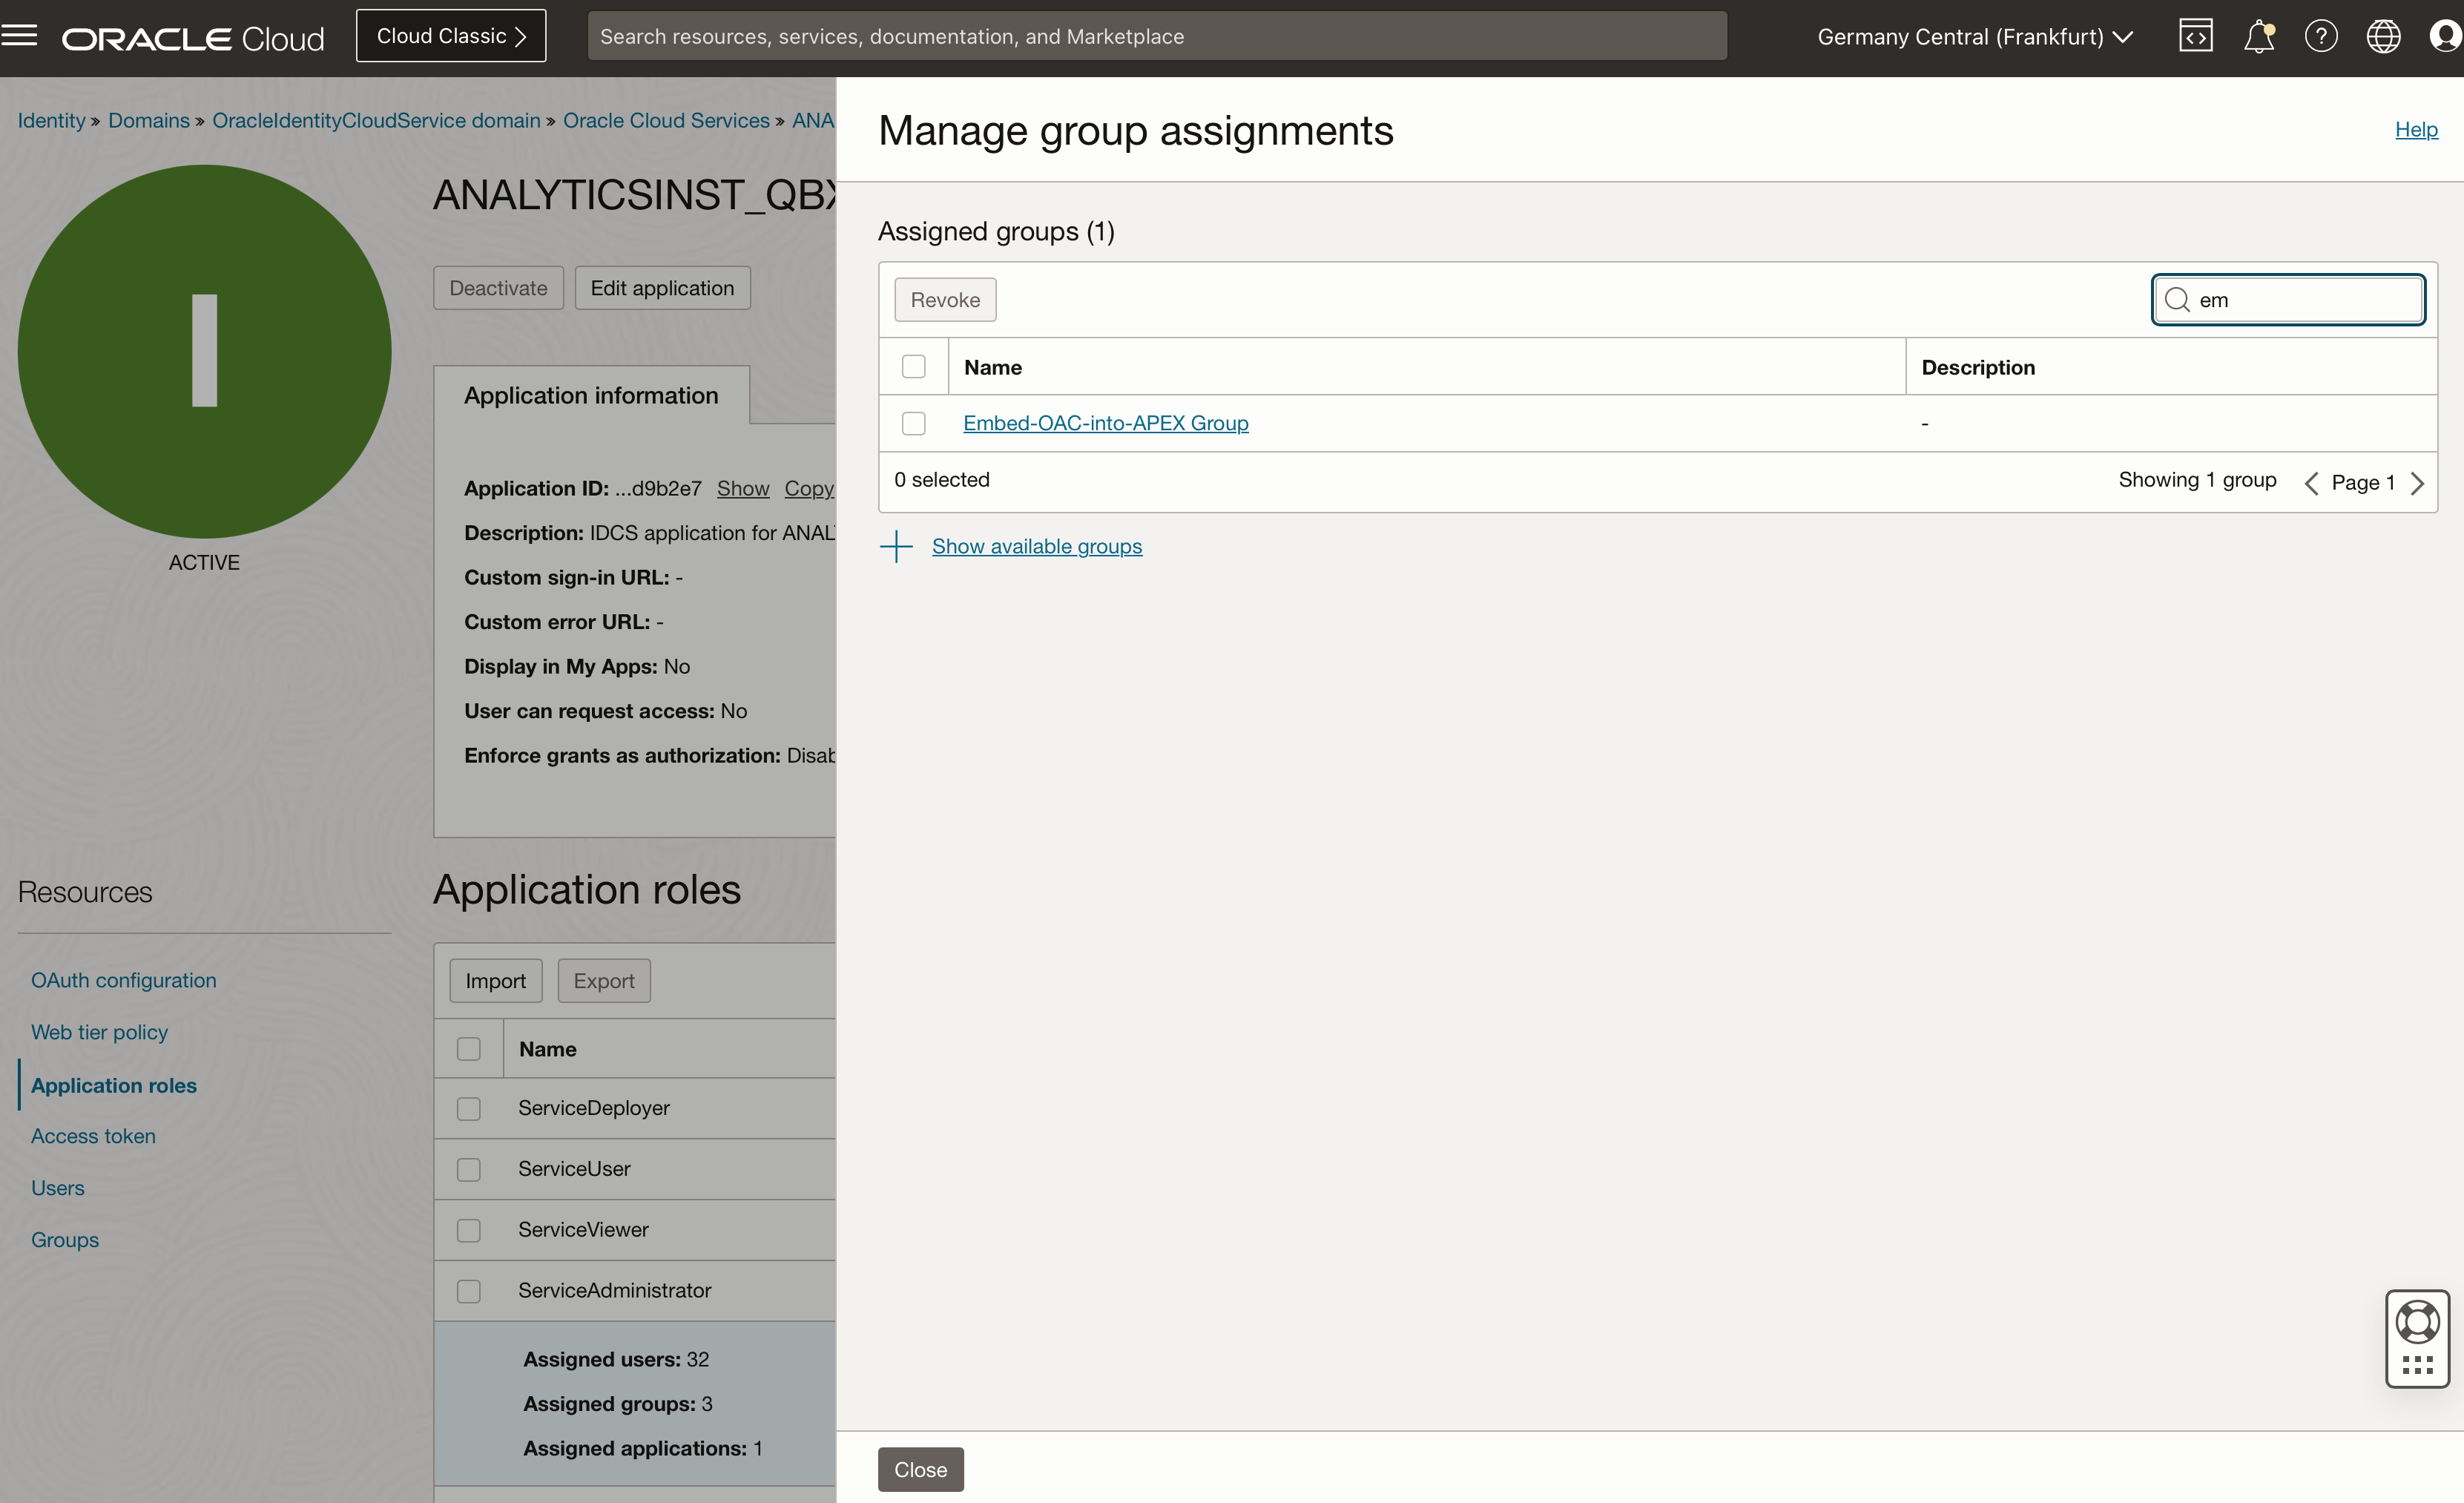 ORACLE Cloud
Cloud Classic
Search resources, services, documentation, and Marketplace
Germany Central (Frankfurt)
Identity » Domains » OracleIdentityCloudService domain » Oracle Cloud Services » ANA
I
ACTIVE
ANALYTICSINST_QBX
Deactivate
Edit application
Application information
Application ID: ...d9b2e7 Show Copy
Description: IDCS application for ANAL
Custom sign-in URL: -
Custom error URL: -
Display in My Apps: No
User can request access: No
Enforce grants as authorization: Disab
Resources
OAuth configuration
Web tier policy
Application roles
Access token
Users
Groups
Application roles
Import
Export
Name
ServiceDeployer
ServiceUser
ServiceViewer
ServiceAdministrator
Assigned users: 32
Assigned groups: 3
Assigned applications: 1
Manage group assignments
Help
Assigned groups (1)
Revoke
em
Name Description
Embed-OAC-into-APEX Group -
0 selected
Showing 1 group
Page 1
Show available groups
Close